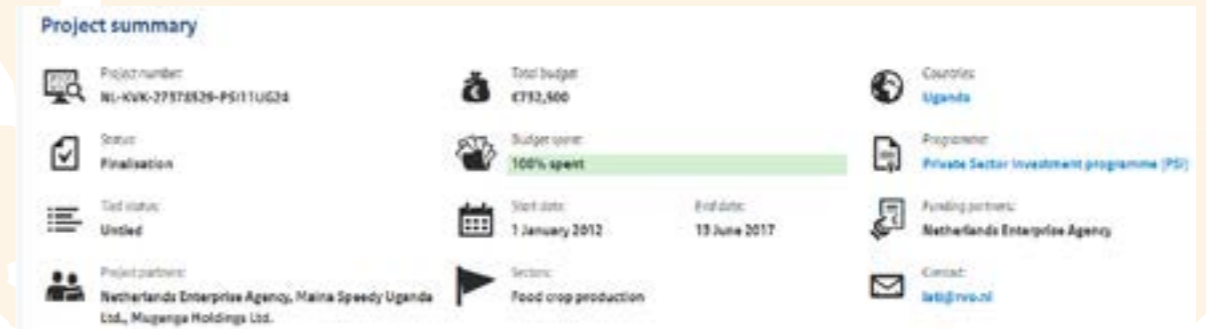 Project summary
Project number:
NL-KVK-27378529-PSI11UG24
Total budget:
€732,500
Countries:
Uganda
Status:
Finalisation
Budget spent:
100% spent
Programme:
Private Sector Investment programme (PSI)
Tied status:
Untied
Start date:
1 January 2012
End date:
13 June 2017
Funding partners:
Netherlands Enterprise Agency
Project partners:
Netherlands Enterprise Agency, Maina Speedy Uganda
Ltd., Mugenga Holdings Ltd.
Sectors:
Food crop production
Contact: